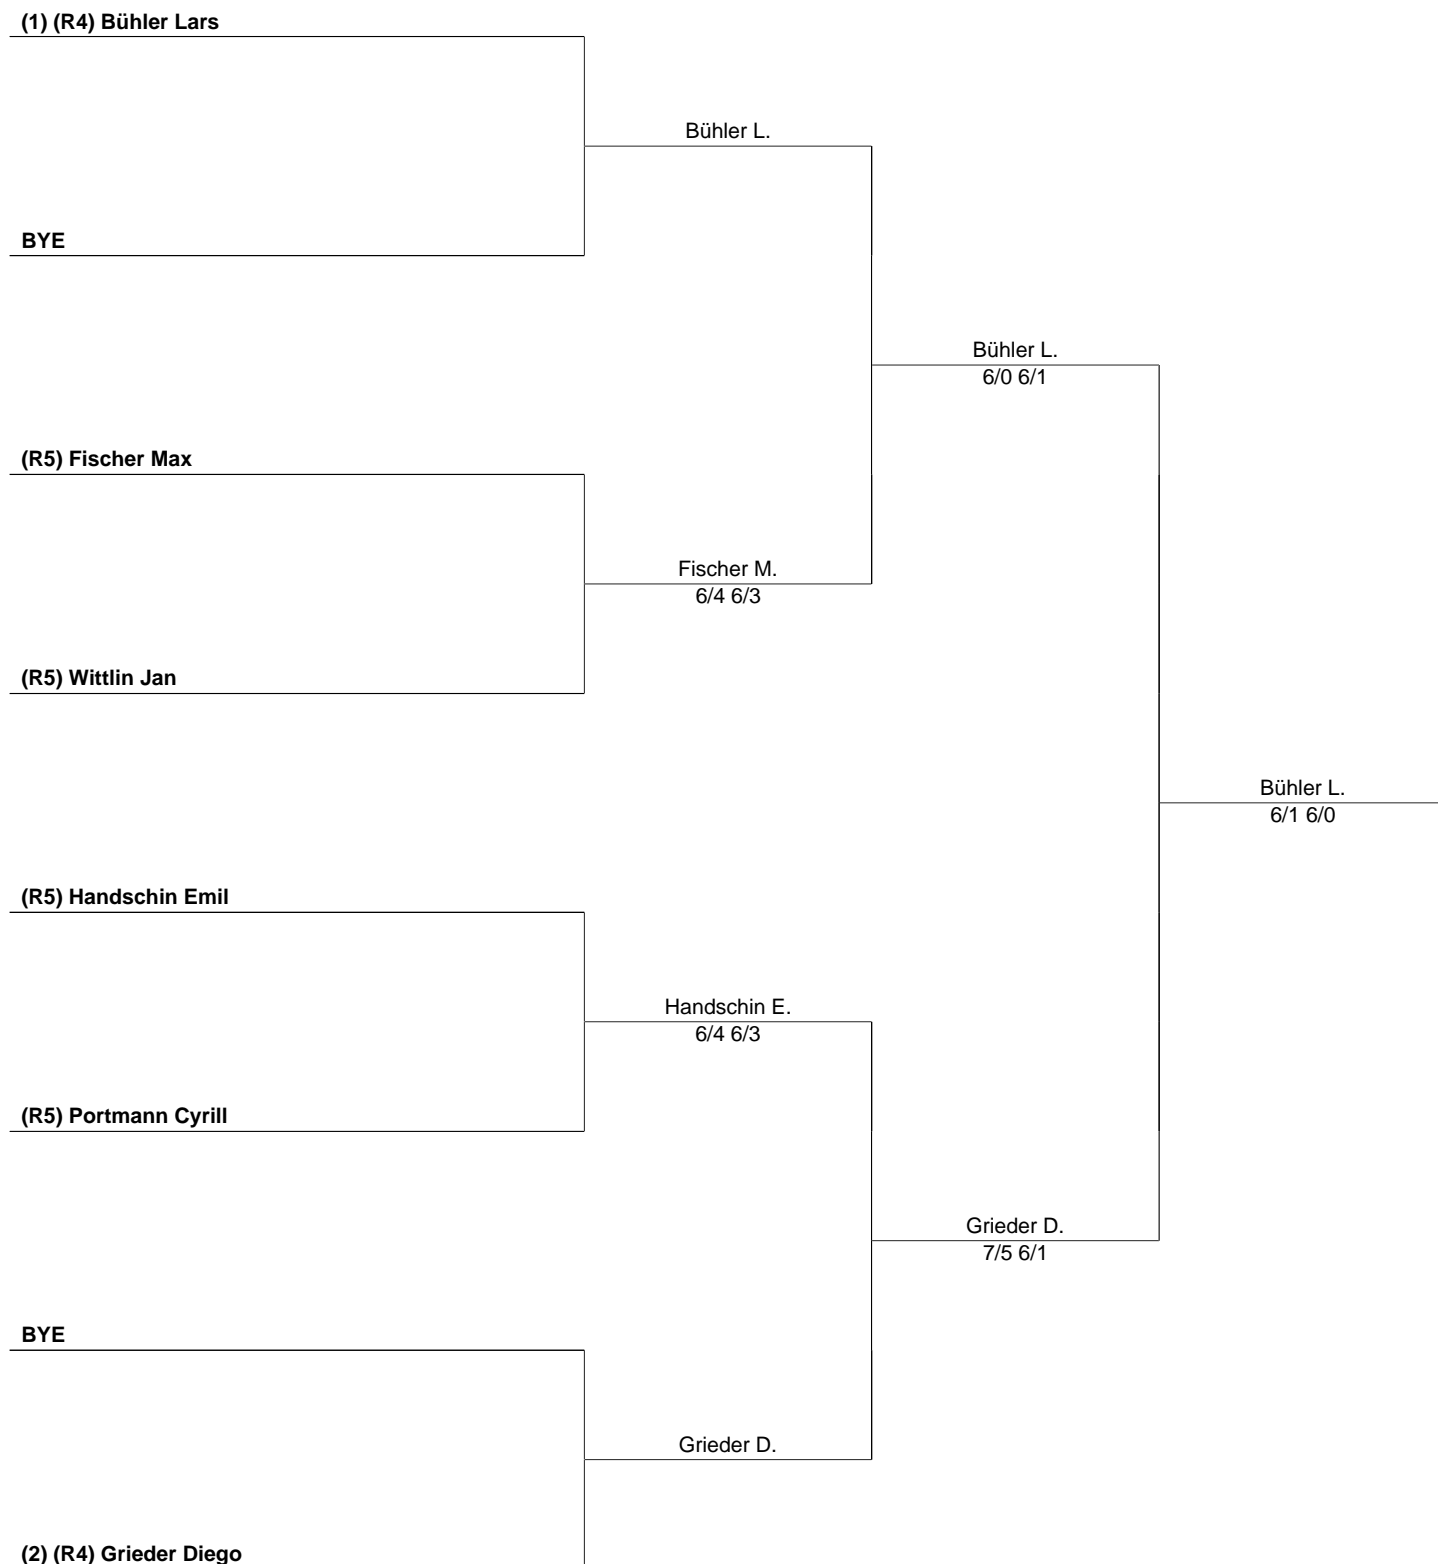 (1) (R4) Bühler Lars
Bühler L.
BYE
Bühler L.
6/0 6/1
(R5) Fischer Max
Fischer M.
6/4 6/3
(R5) Wittlin Jan
Bühler L.
6/1 6/0
(R5) Handschin Emil
Handschin E.
6/4 6/3
(R5) Portmann Cyrill
Grieder D.
7/5 6/1
BYE
Grieder D.
(2) (R4) Grieder Diego